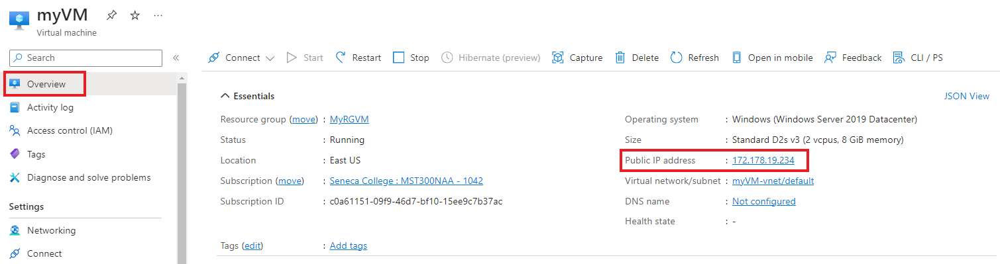 myVM
Virtual machine
Search
Overview
Activity log
Access control (IAM)
Tags
Diagnose and solve problems
Settings
Networking
Connect
Connect Start Restart Stop Hibernate (preview) Capture Delete Refresh Open in mobile Feedback CLI / PS
Essentials JSON View
Resource group (move) : MyRGVM
Status : Running
Location : East US
Subscription (move) : Seneca College : MST300NAA - 1042
Subscription ID : c0a61151-09f9-46d7-bf10-15ee9c7b37ac
Operating system : Windows (Windows Server 2019 Datacenter)
Size : Standard D2s v3 (2 vcpus, 8 GiB memory)
Public IP address : 172.178.19.234
Virtual network/subnet : myVM-vnet/default
DNS name : Not configured
Health state : -
Tags (edit) : Add tags